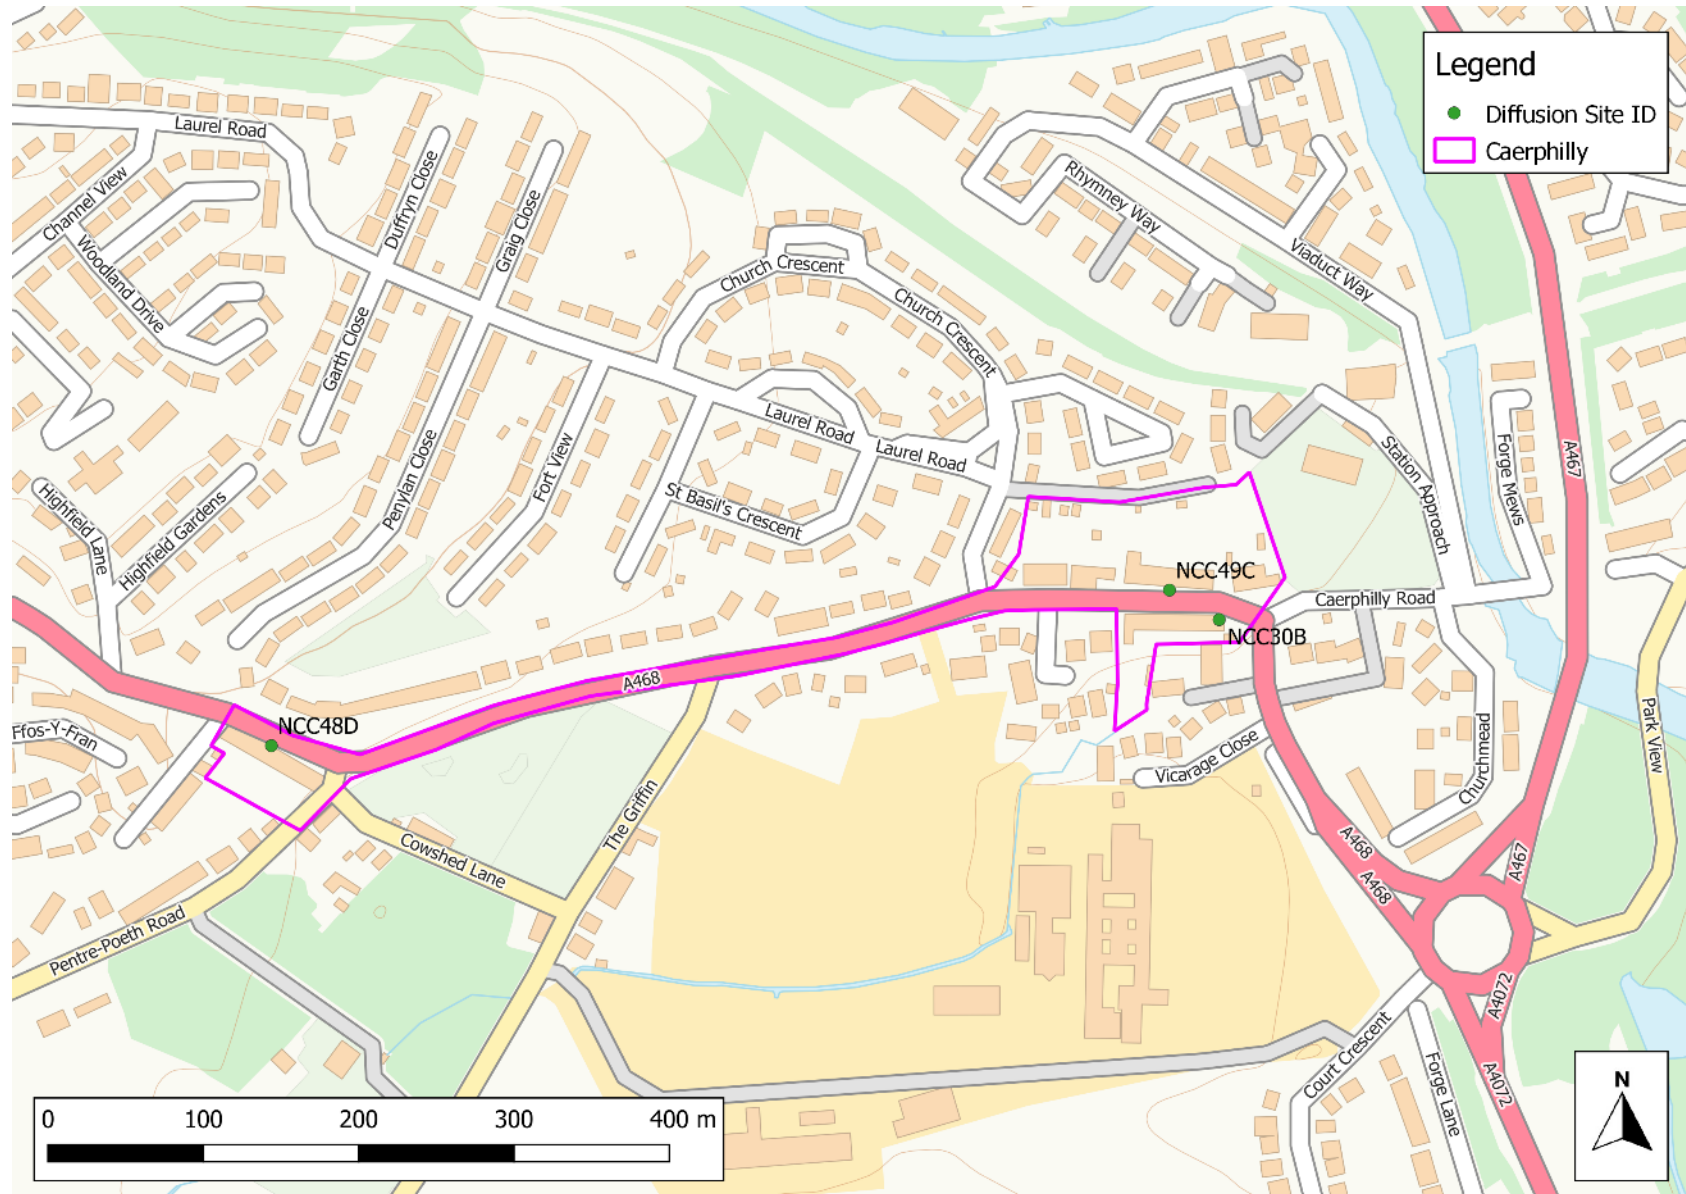 Legend
Diffusion Site ID
Caerphilly
Laurel Road
Channel View
Woodland Drive
Duffryn Close
Graig Close
Garth Close
Penylan Close
Fort View
Church Crescent
Church Crescent
Rhymney Way
Viaduct Way
Laurel Road
Laurel Road
St Basil's Crescent
Highfield Lane
Highfield Gardens
Station Approach
Forge Mews
A467
NCC49C
Caerphilly Road
NCC30B
A468
NCC48D
Ffos-Y-Fran
Vicarage Close
Churchmead
Park View
The Griffin
Cowshed Lane
Pentre-Poeth Road
A468
A468
A467
A4072
A4072
Court Crescent
Forge Lane
N
0 100 200 300 400 m